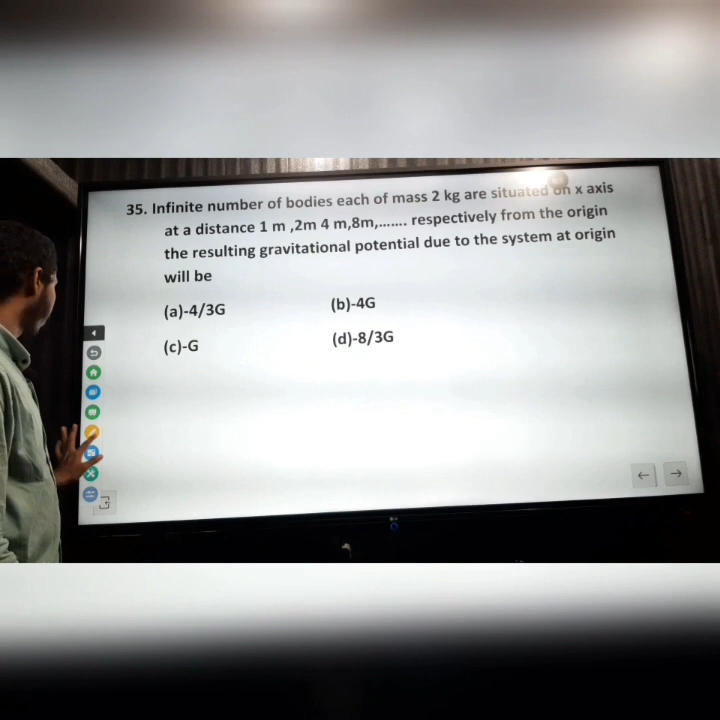 35. Infinite number of bodies each of mass 2 kg are situated on x axis
at a distance 1 m ,2m 4 m,8m,....... respectively from the origin
the resulting gravitational potential due to the system at origin
will be
(a)-4/3G (b)-4G
(c)-G (d)-8/3G